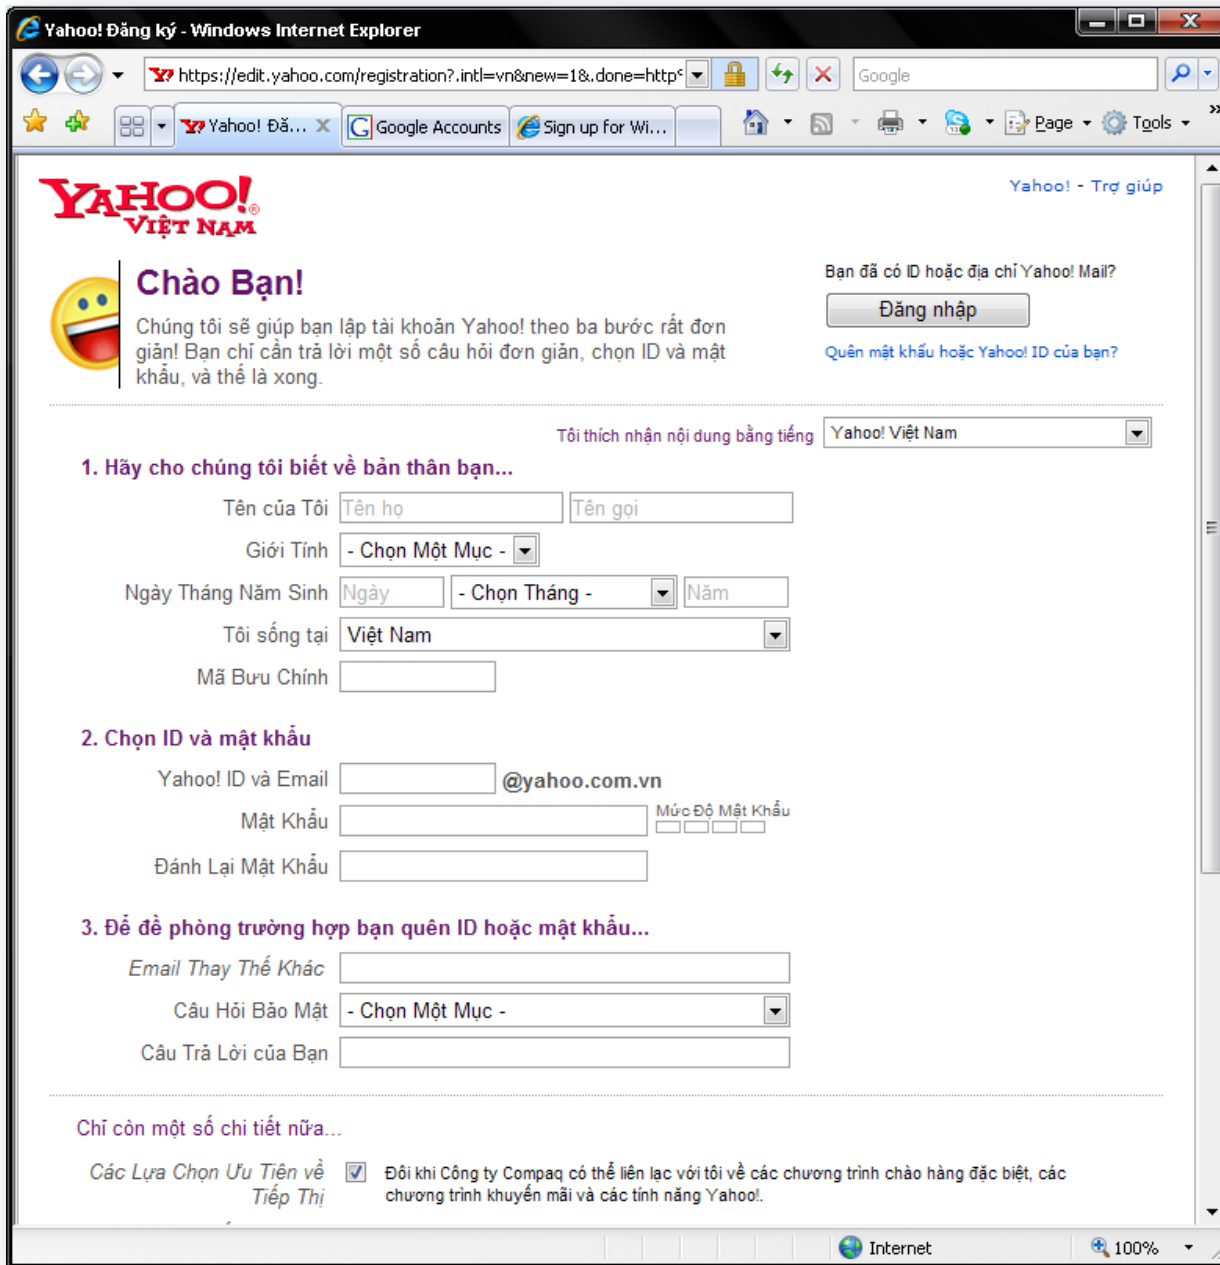 Yahoo! Đăng ký - Windows Internet Explorer
https://edit.yahoo.com/registration?.intl=vn&new=1&.done=http%
Google
Yahoo! Đă... X Google Accounts Sign up for Wi... Page Tools »
YAHOO!® Yahoo! - Trợ giúp
VIỆT NAM
Chào Bạn!
Chúng tôi sẽ giúp bạn lập tài khoản Yahoo! theo ba bước rất đơn
giản! Bạn chỉ cần trả lời một số câu hỏi đơn giản, chọn ID và mật
khẩu, và thế là xong.
Bạn đã có ID hoặc địa chỉ Yahoo! Mail?
Đăng nhập
Quên mật khẩu hoặc Yahoo! ID của bạn?
Tôi thích nhận nội dung bằng tiếng Yahoo! Việt Nam
1. Hãy cho chúng tôi biết về bản thân bạn...
Tên của Tôi Tên họ Tên gọi
Giới Tính - Chọn Một Mục -
Ngày Tháng Năm Sinh Ngày - Chọn Tháng - Năm
Tôi sống tại Việt Nam
Mã Bưu Chính
2. Chọn ID và mật khẩu
Yahoo! ID và Email @yahoo.com.vn
Mật Khẩu Mức Độ Mật Khẩu
Đánh Lại Mật Khẩu
3. Để đề phòng trường hợp bạn quên ID hoặc mật khẩu...
Email Thay Thế Khác
Câu Hỏi Bảo Mật - Chọn Một Mục -
Câu Trả Lời của Bạn
Chỉ còn một số chi tiết nữa...
Các Lựa Chọn Ưu Tiên về
Tiếp Thị
Đôi khi Công ty Compaq có thể liên lạc với tôi về các chương trình chào hàng đặc biệt, các
chương trình khuyến mãi và các tính năng Yahoo!.
Internet 100%